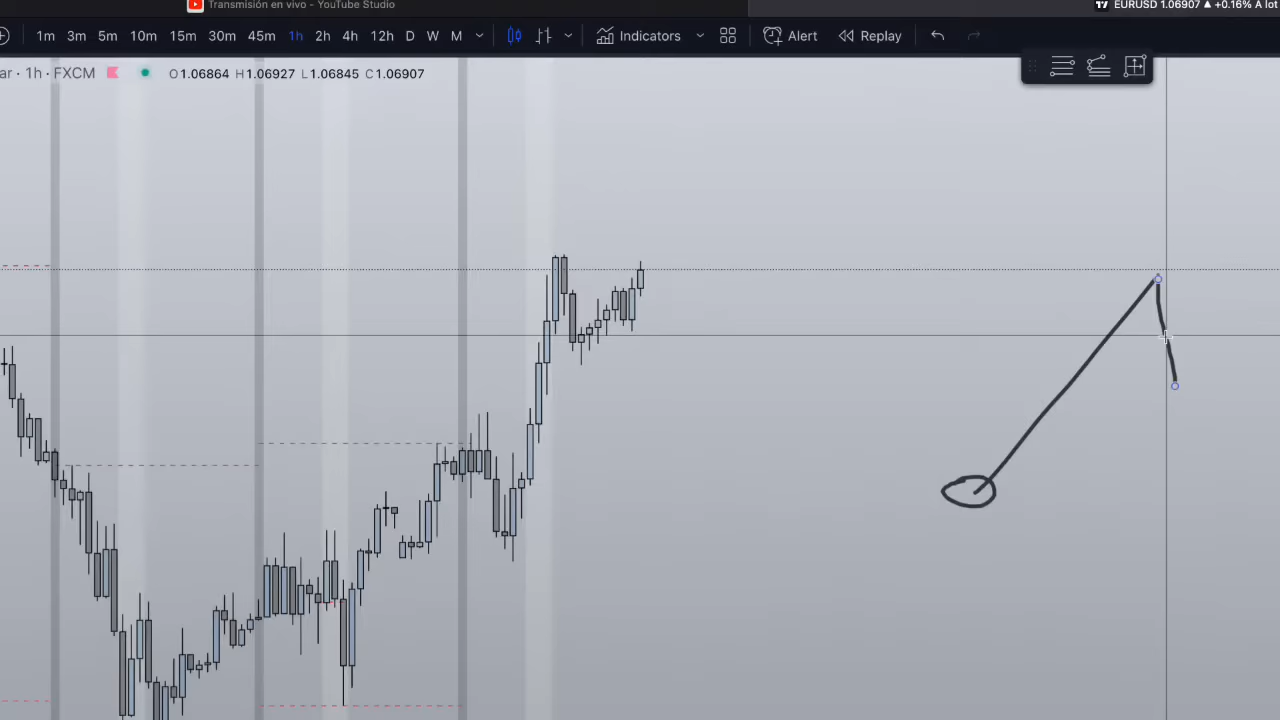 Transmisión en vivo - YouTube Studio
EURUSD 1.06907 ▲ +0.16% A lot
1m 3m 5m 10m 15m 30m 45m 1h 2h 4h 12h D W M Indicators Alert Replay
ar · 1h · FXCM O1.06864 H1.06927 L1.06845 C1.06907